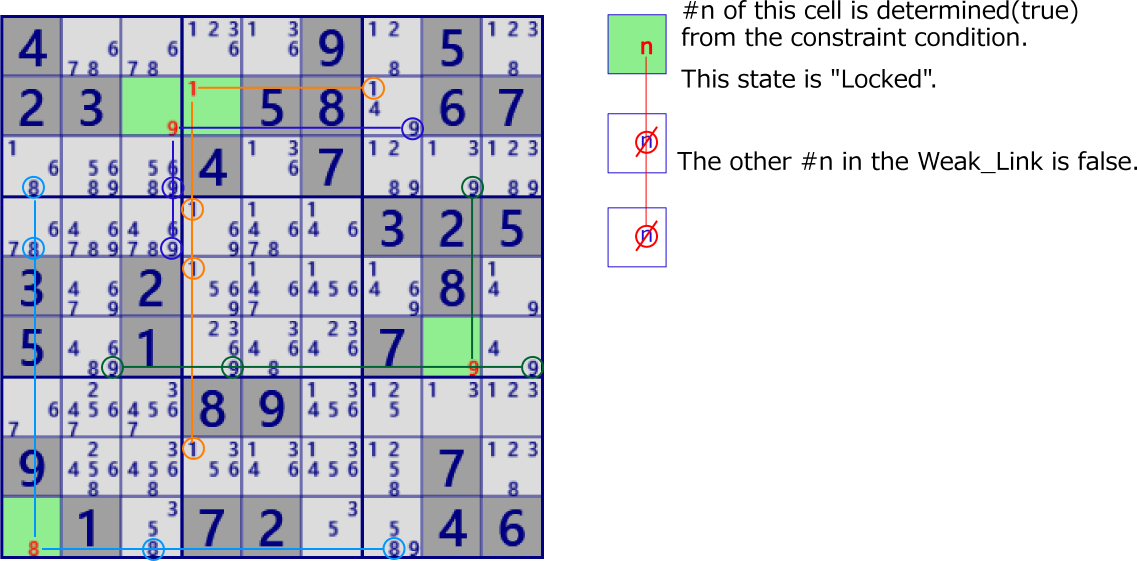 1 2 3 1 3 1 2 1 2 3
4 6 6 6 6 9 5
7 8 7 8 8 8
1 1
2 3 5 8 4 6 7
9 9
1 1 3 1 2 1 3 1 2 3
6 5 6 5 6 4 6 7
8 8 9 8 9 8 9 9 8 9
1 1 1
6 4 6 4 6 6 4 6 4 6 3 2 5
7 8 7 8 9 7 8 9 9 7 8
1 1 1 1 1
3 4 6 2 5 6 4 6 4 5 6 4 6 8 4
7 9 9 7 9 9
2 3 3 2 3
5 4 6 1 6 4 6 4 6 7 4
8 9 9 8 9 9
2 3 1 3 1 2 1 3 1 2 3
6 4 5 6 4 5 6 8 9 4 5 6 5
7 7 7
2 3 1 3 1 3 1 3 1 2 1 2 3
9 4 5 6 4 5 6 5 6 4 6 4 5 6 5 7
8 8 8 8
3 3
1 5 7 2 5 5 4 6
8 8 8 9
#n of this cell is determined(true)
from the constraint condition.
n
This state is "Locked".
n
The other #n in the Weak_Link is false.
n